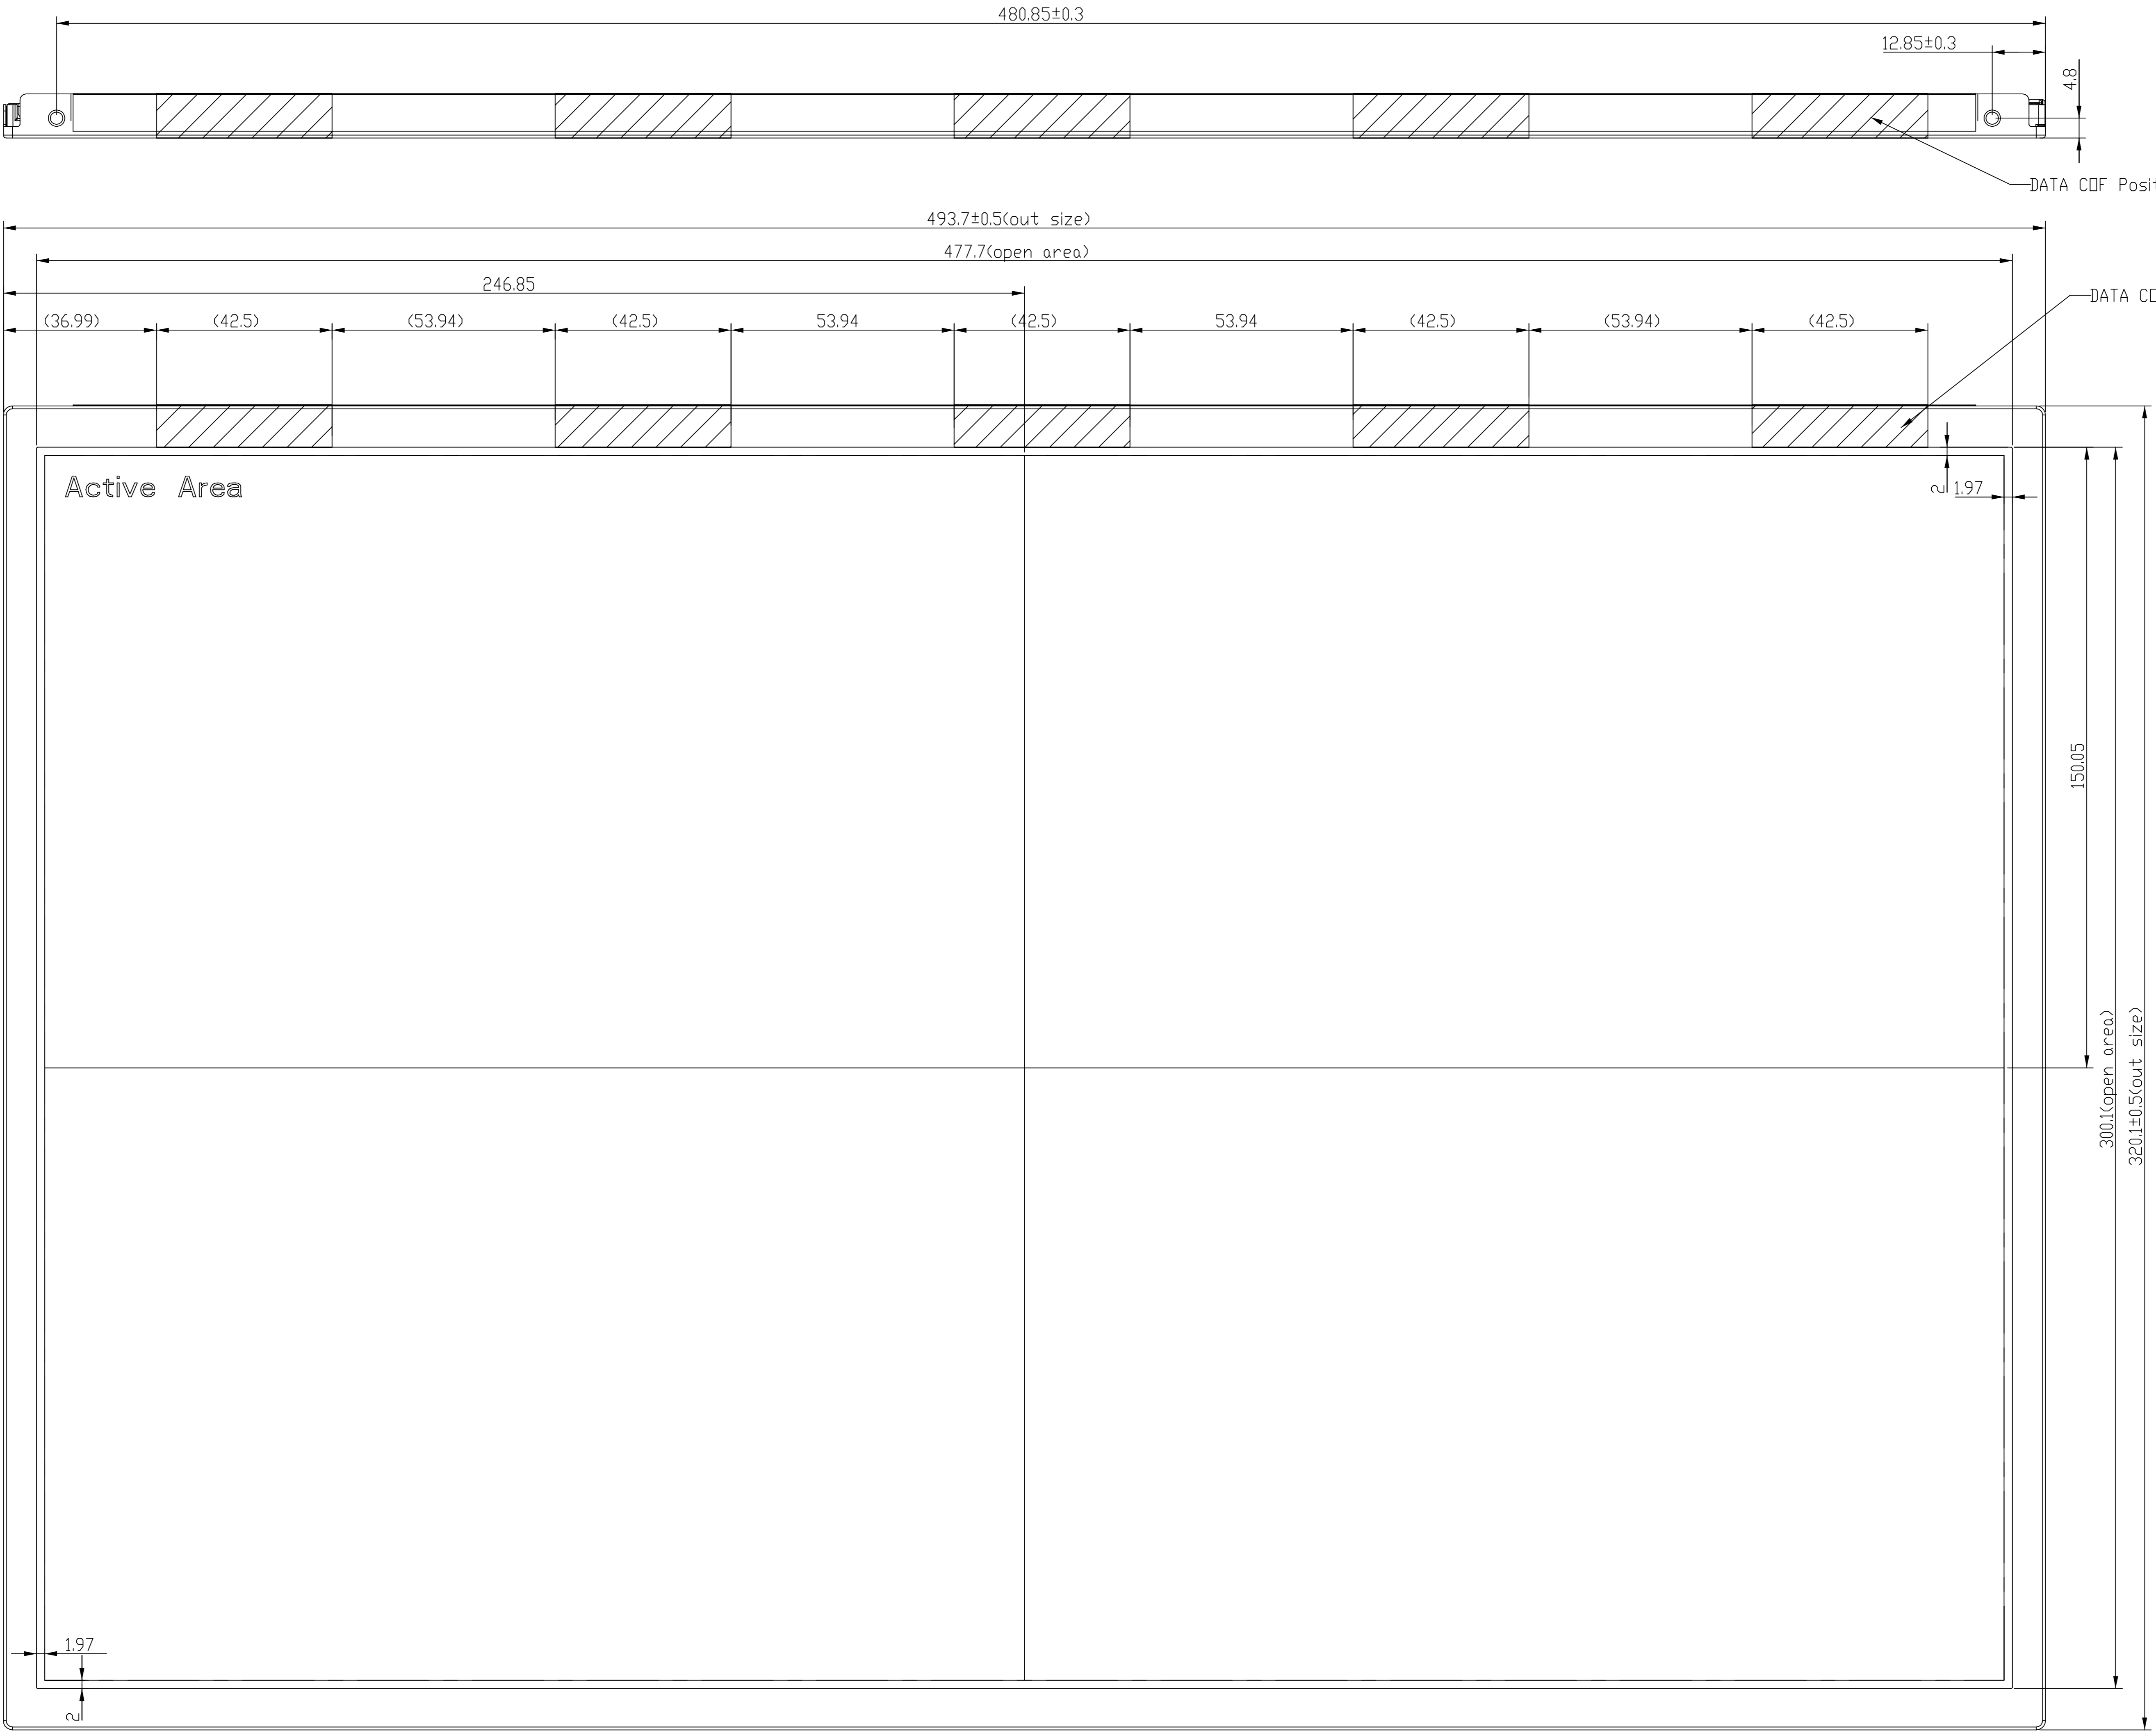 480.85±0.3
12.85±0.3
4.8
DATA COF
493.7±0.5(out size)
477.7(open area)
246.85
DATA
(36.99) (42.5) (53.94) (42.5) 53.94 (42.5) 53.94 (42.5) (53.94) (42.5)
Active Area
2 1.97
150.05
300.1(open area)
320.1±0.5(out size)
1.97
2